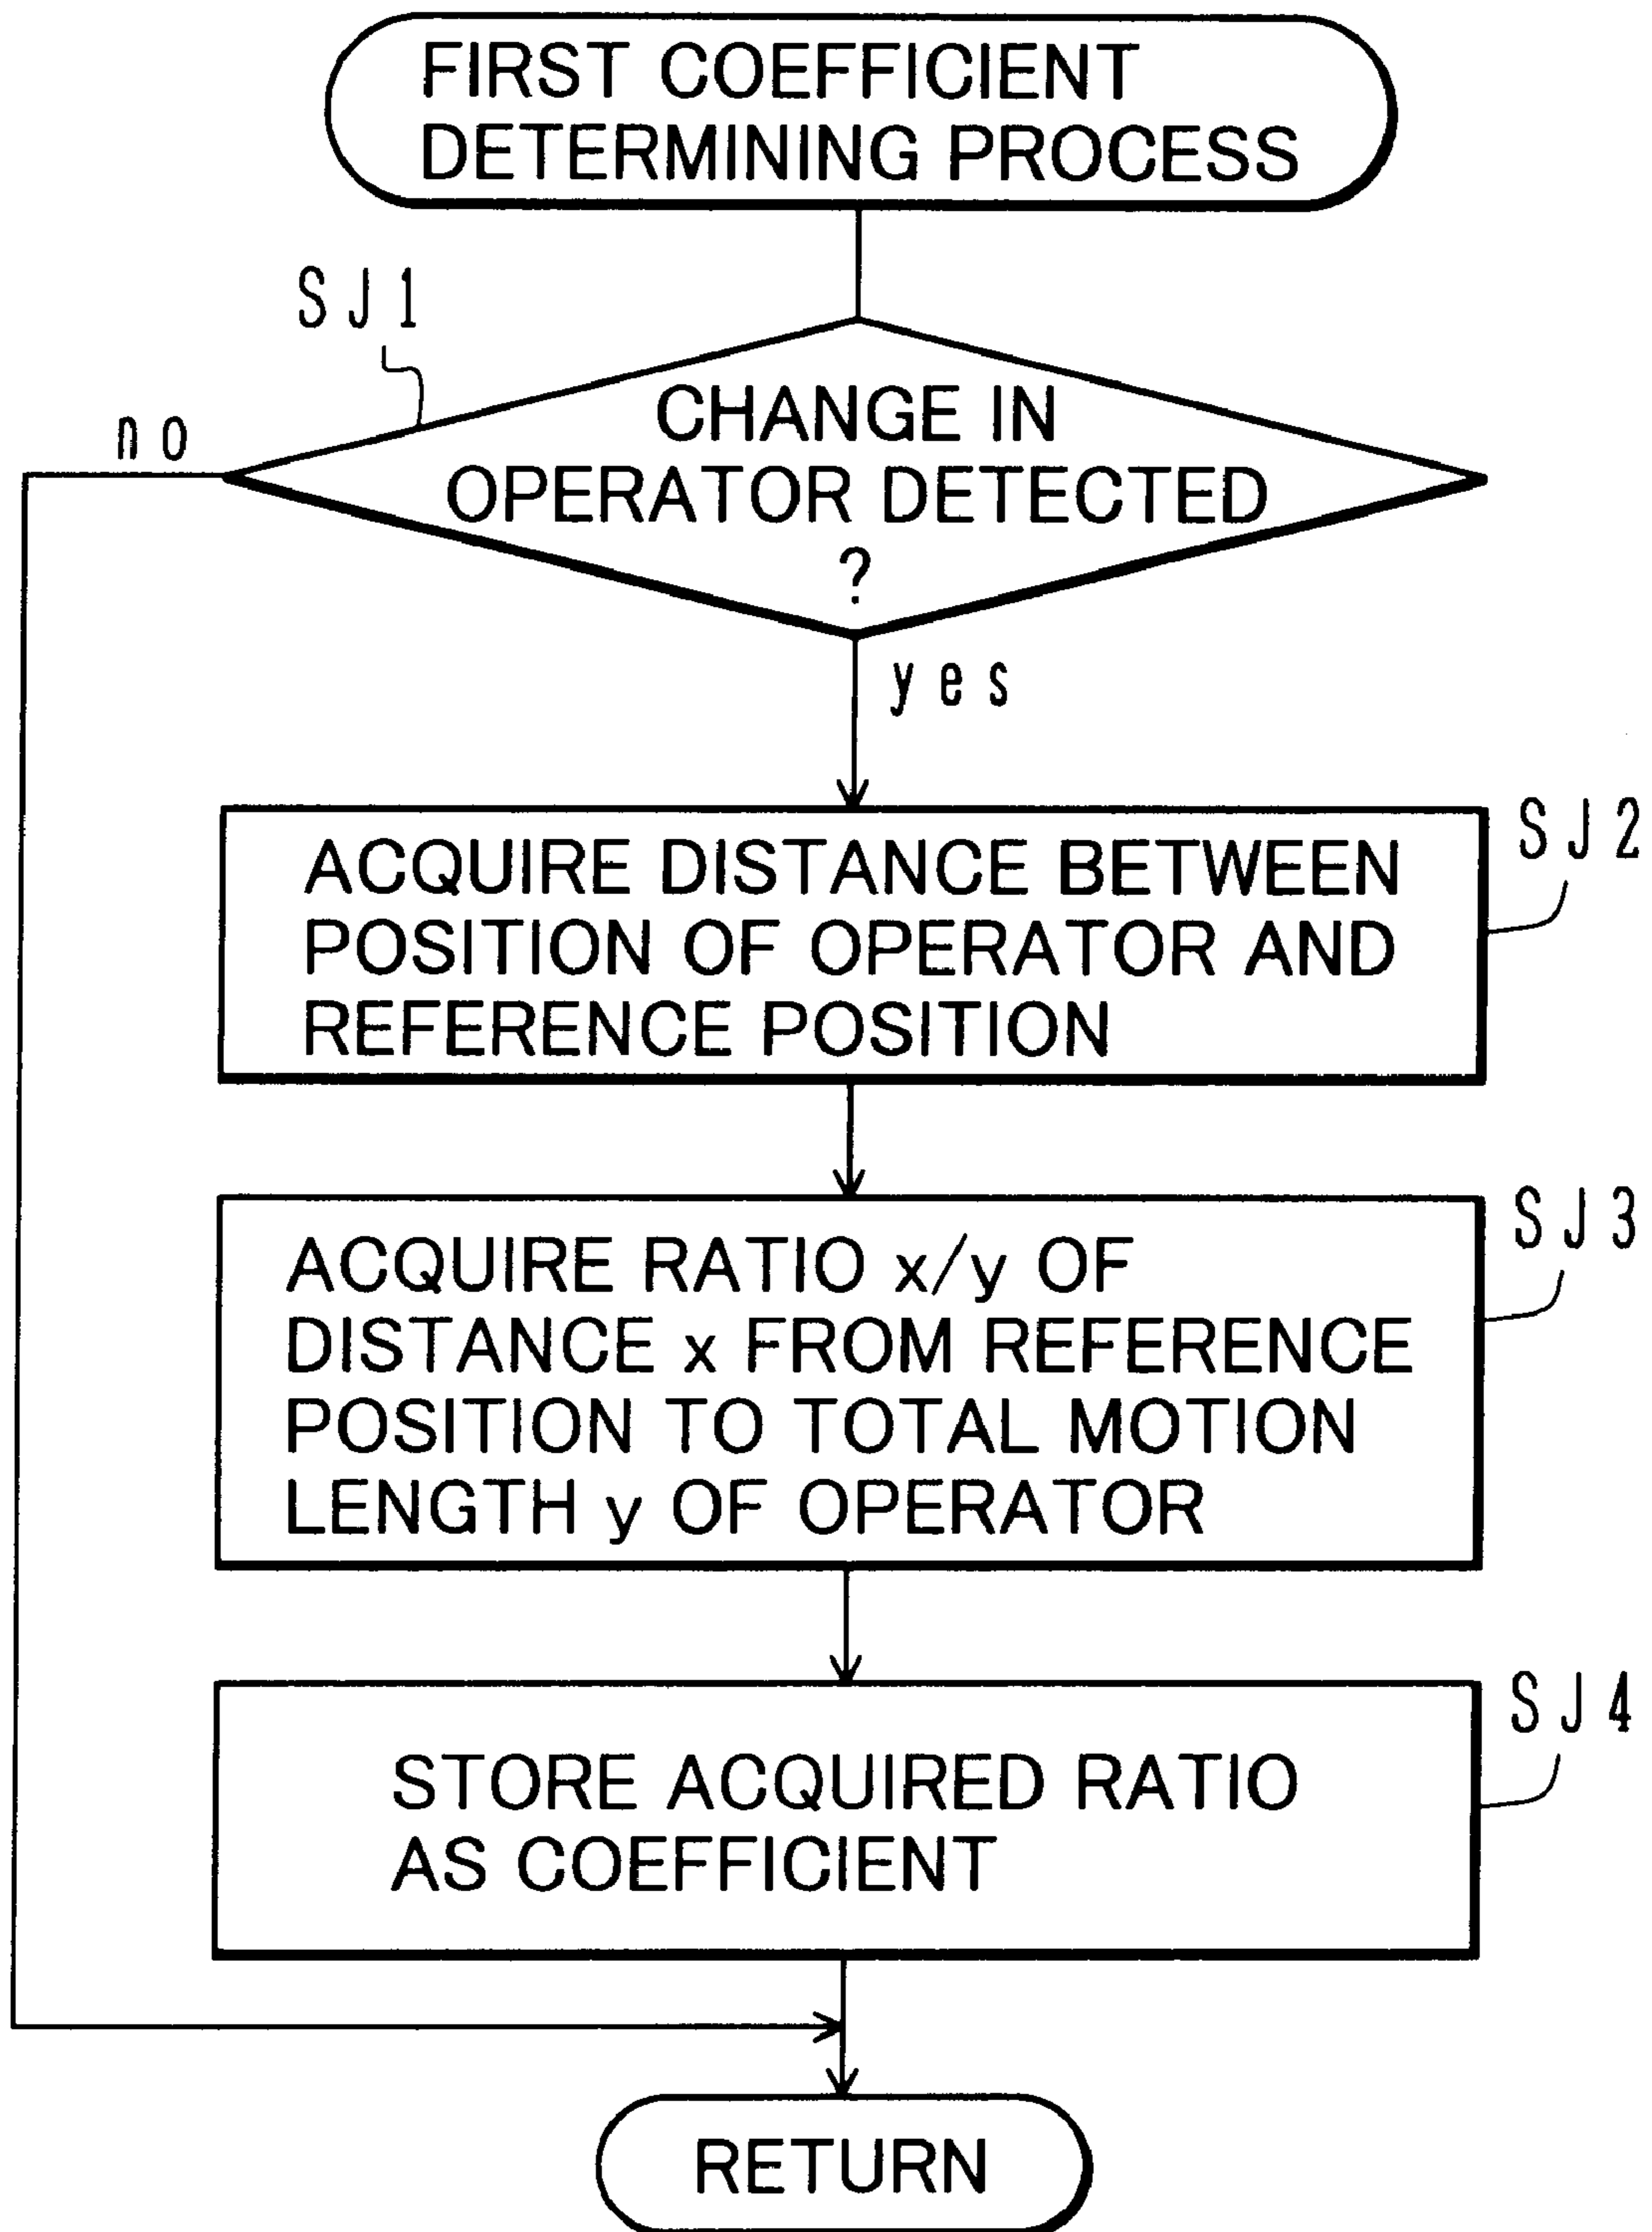 FIRST COEFFICIENT
DETERMINING PROCESS
SJ1
CHANGE IN
OPERATOR DETECTED
?
no
yes
SJ2
ACQUIRE DISTANCE BETWEEN
POSITION OF OPERATOR AND
REFERENCE POSITION
SJ3
ACQUIRE RATIO x/y OF
DISTANCE x FROM REFERENCE
POSITION TO TOTAL MOTION
LENGTH y OF OPERATOR
SJ4
STORE ACQUIRED RATIO
AS COEFFICIENT
RETURN